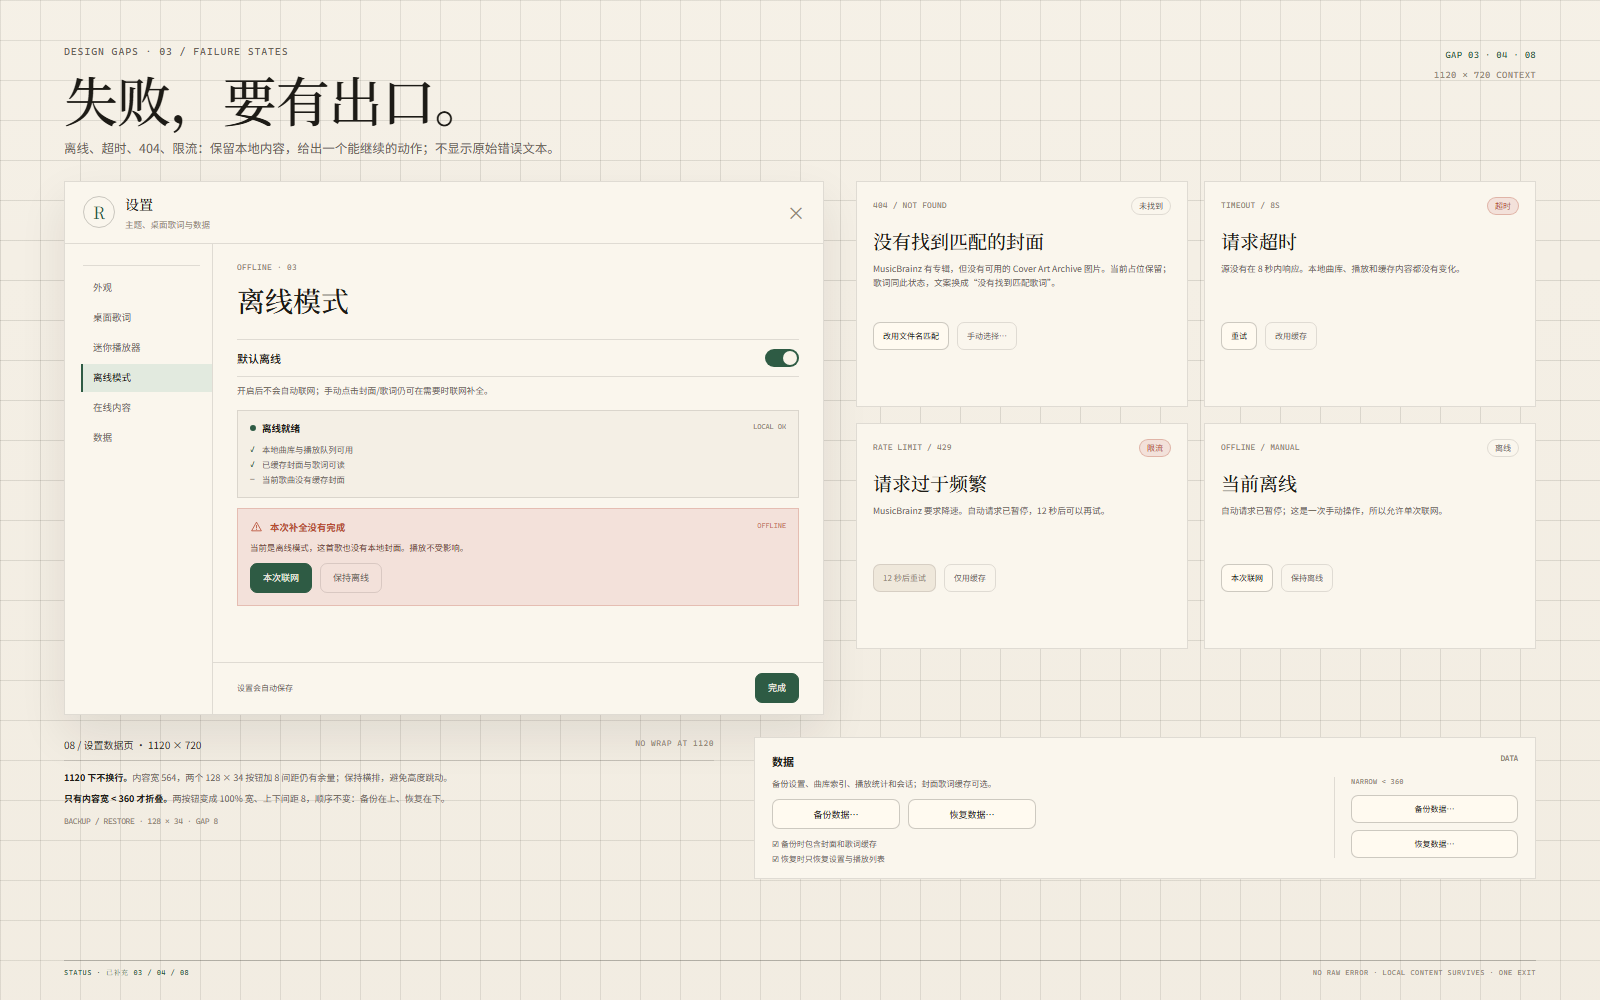 DESIGN GAPS · 03 / FAILURE STATES
失败，要有出口。
离线、超时、404、限流：保留本地内容，给出一个能继续的动作；不显示原始错误文本。
GAP 03 · 04 · 08
1120 × 720 CONTEXT
R
设置
主题、桌面歌词与数据
外观
桌面歌词
迷你播放器
离线模式
在线内容
数据
OFFLINE · 03
离线模式
默认离线
开启后不会自动联网；手动点击封面/歌词仍可在需要时联网补全。
离线就绪
LOCAL OK
✓ 本地曲库与播放队列可用
✓ 已缓存封面与歌词可读
– 当前歌曲没有缓存封面
本次补全没有完成
OFFLINE
当前是离线模式，这首歌也没有本地封面。播放不受影响。
本次联网
保持离线
设置会自动保存
完成
404 / NOT FOUND
未找到
没有找到匹配的封面
MusicBrainz 有专辑，但没有可用的 Cover Art Archive 图片。当前占位保留；
歌词同此状态，文案换成“没有找到匹配歌词”。
改用文件名匹配
手动选择…
TIMEOUT / 8S
超时
请求超时
源没有在 8 秒内响应。本地曲库、播放和缓存内容都没有变化。
重试
改用缓存
RATE LIMIT / 429
限流
请求过于频繁
MusicBrainz 要求降速。自动请求已暂停，12 秒后可以再试。
12 秒后重试
仅用缓存
OFFLINE / MANUAL
离线
当前离线
自动请求已暂停；这是一次手动操作，所以允许单次联网。
本次联网
保持离线
08 / 设置数据页 · 1120 × 720
NO WRAP AT 1120
1120 下不换行。内容宽 564，两个 128 × 34 按钮加 8 间距仍有余量；保持横排，避免高度跳动。
只有内容宽 < 360 才折叠。两按钮变成 100% 宽、上下间距 8，顺序不变：备份在上、恢复在下。
BACKUP / RESTORE · 128 × 34 · GAP 8
数据
DATA
备份设置、曲库索引、播放统计和会话；封面歌词缓存可选。
备份数据…
恢复数据…
☑ 备份时包含封面和歌词缓存
☑ 恢复时只恢复设置与播放列表
NARROW < 360
备份数据…
恢复数据…
STATUS · 已补充 03 / 04 / 08
NO RAW ERROR · LOCAL CONTENT SURVIVES · ONE EXIT